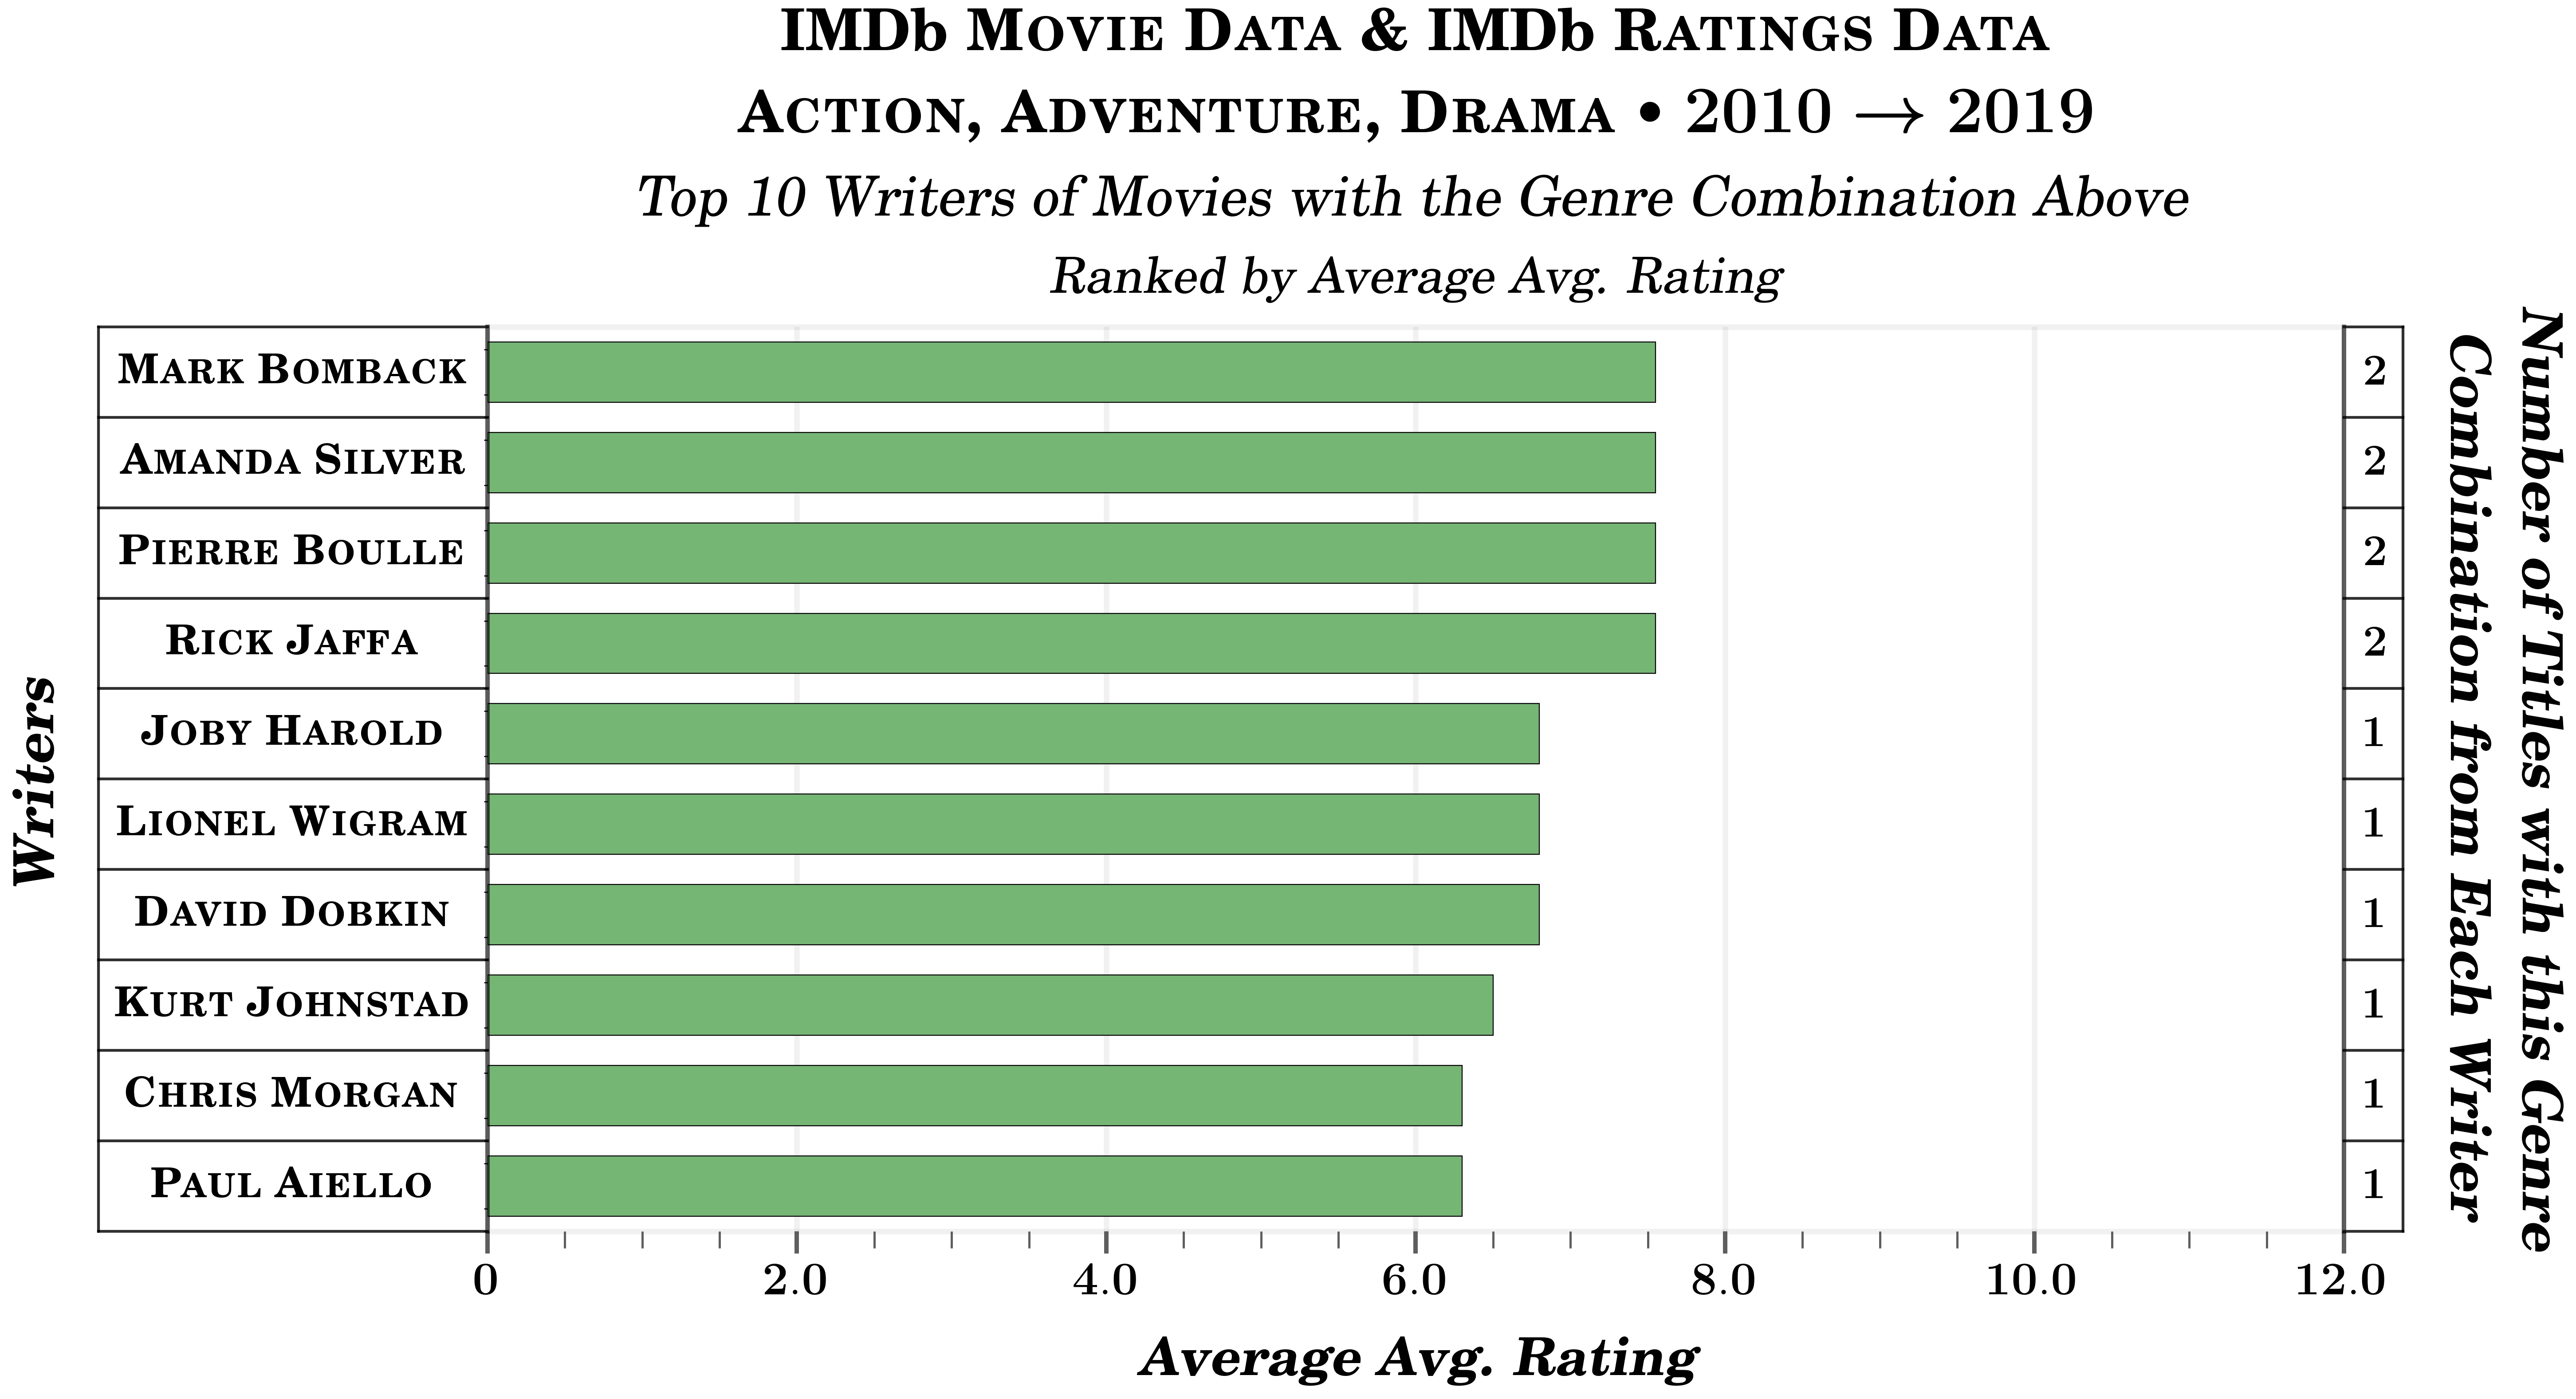 IMDb Movie Data & IMDb Ratings Data
Action, Adventure, Drama • 2010 → 2019
Top 10 Writers of Movies with the Genre Combination Above
Ranked by Average Avg. Rating
Writers
Mark Bomback 2
Amanda Silver 2
Pierre Boulle 2
Rick Jaffa 2
Joby Harold 1
Lionel Wigram 1
David Dobkin 1
Kurt Johnstad 1
Chris Morgan 1
Paul Aiello 1
0 2.0 4.0 6.0 8.0 10.0 12.0
Average Avg. Rating
Number of Titles with this Genre
Combination from Each Writer